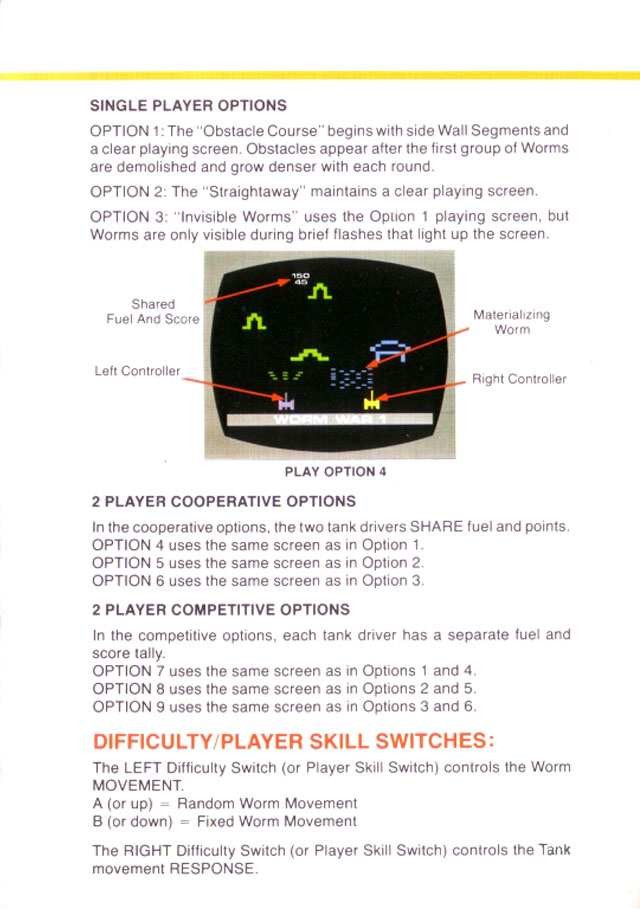 SINGLE PLAYER OPTIONS
OPTION 1: The "Obstacle Course" begins with side Wall Segments and
a clear playing screen. Obstacles appear after the first group of Worms
are demolished and grow denser with each round.
OPTION 2: The "Straightaway" maintains a clear playing screen.
OPTION 3: "Invisible Worms" uses the Option 1 playing screen, but
Worms are only visible during brief flashes that light up the screen.
150
45
Shared
Fuel And Score
Materializing
Worm
Left Controller
Right Controller
WORM WAR 1
PLAY OPTION 4
2 PLAYER COOPERATIVE OPTIONS
In the cooperative options, the two tank drivers SHARE fuel and points.
OPTION 4 uses the same screen as in Option 1.
OPTION 5 uses the same screen as in Option 2.
OPTION 6 uses the same screen as in Option 3.
2 PLAYER COMPETITIVE OPTIONS
In the competitive options, each tank driver has a separate fuel and
score tally.
OPTION 7 uses the same screen as in Options 1 and 4.
OPTION 8 uses the same screen as in Options 2 and 5.
OPTION 9 uses the same screen as in Options 3 and 6.
DIFFICULTY/PLAYER SKILL SWITCHES:
The LEFT Difficulty Switch (or Player Skill Switch) controls the Worm
MOVEMENT.
A (or up) = Random Worm Movement
B (or down) = Fixed Worm Movement
The RIGHT Difficulty Switch (or Player Skill Switch) controls the Tank
movement RESPONSE.